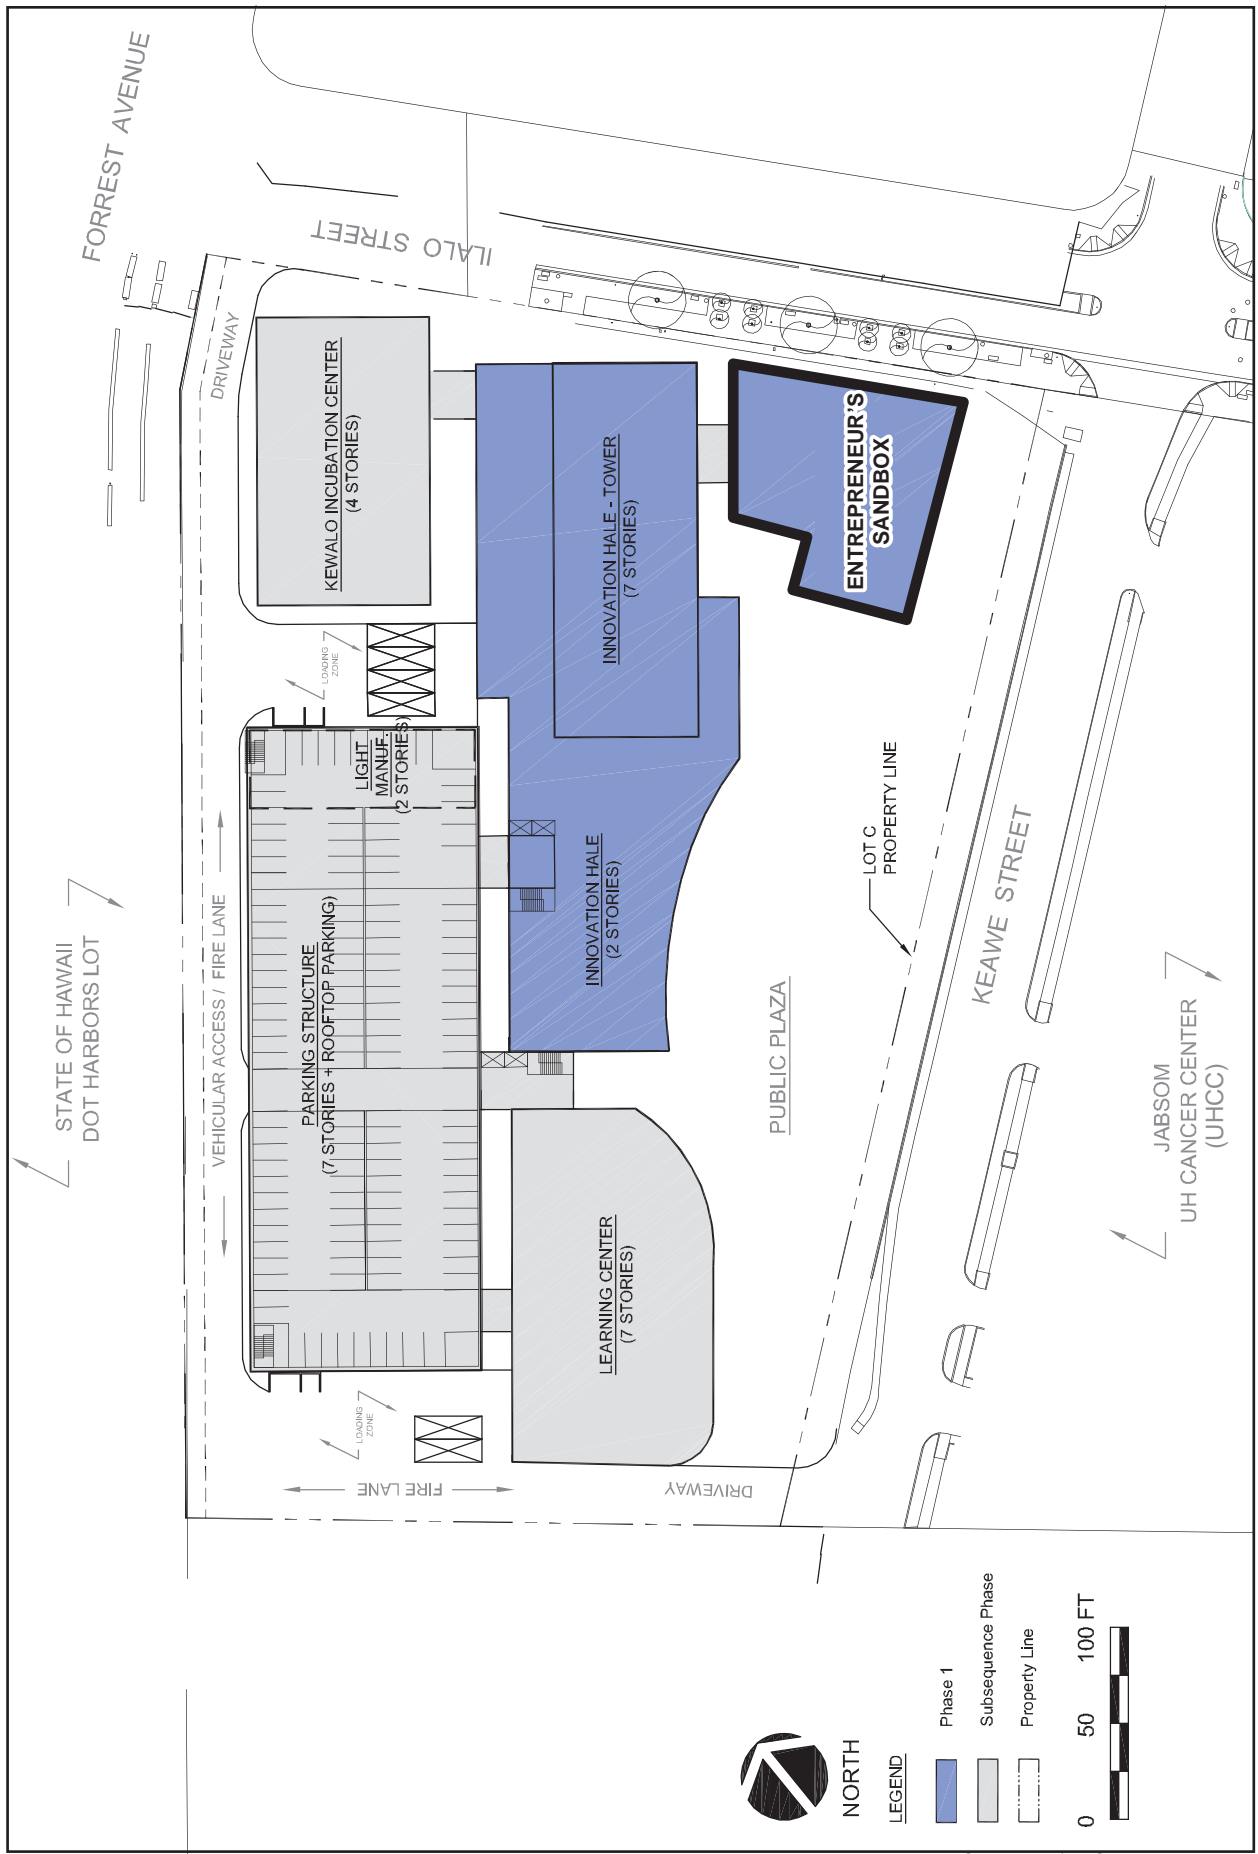 FORREST AVENUE
ILALO STREET
DRIVEWAY
KEWALO INCUBATION CENTER
(4 STORIES)
INNOVATION HALE - TOWER
(7 STORIES)
ENTREPRENEUR'S
SANDBOX
LOADING
ZONE
LIGHT
MANUF.
(2 STORIES)
STATE OF HAWAII
DOT HARBORS LOT
VEHICULAR ACCESS / FIRE LANE
PARKING STRUCTURE
(7 STORIES + ROOFTOP PARKING)
INNOVATION HALE
(2 STORIES)
LOT C
PROPERTY LINE
KEAWE STREET
PUBLIC PLAZA
JABSOM
UH CANCER CENTER
(UHCC)
LEARNING CENTER
(7 STORIES)
LOADING
ZONE
FIRE LANE
DRIVEWAY
NORTH
LEGEND
Phase 1
Subsequence Phase
Property Line
0 50 100 FT